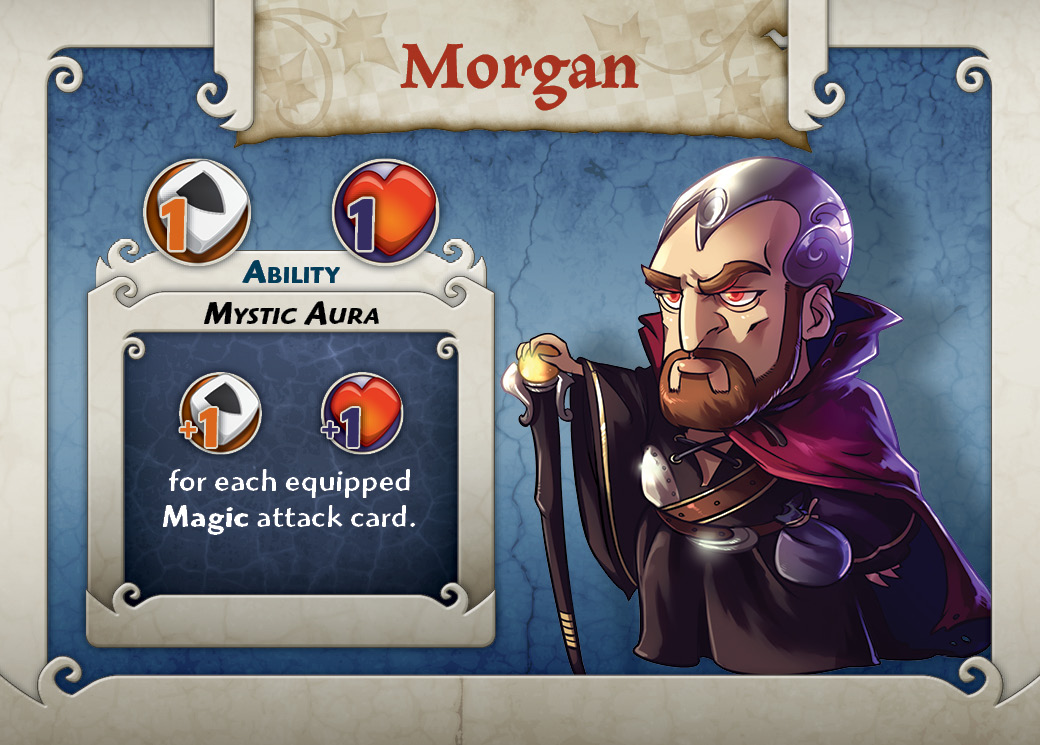 Morgan
1 1
Ability
Mystic Aura
+1 +1
for each equipped
Magic attack card.